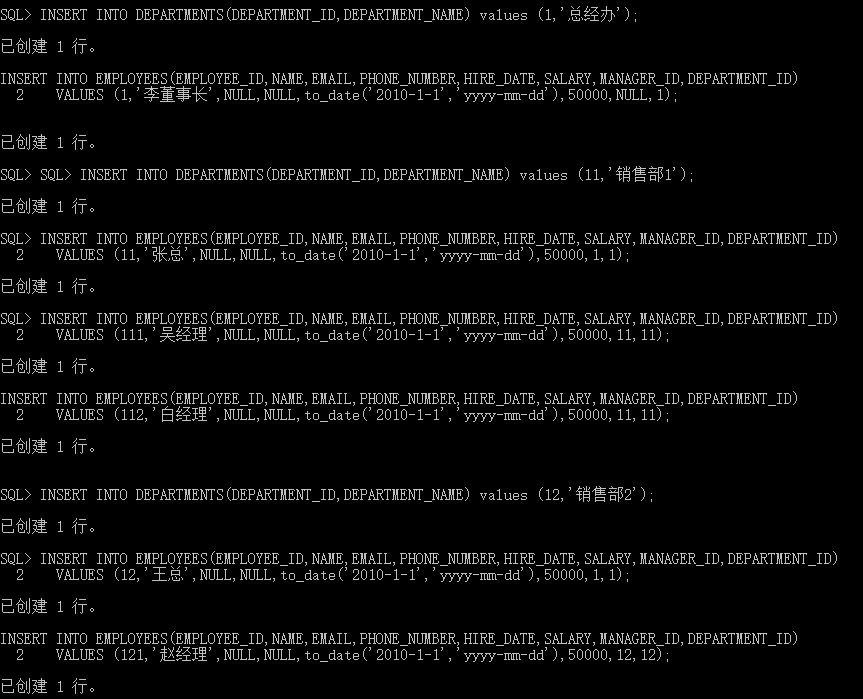 SQL> INSERT INTO DEPARTMENTS(DEPARTMENT_ID,DEPARTMENT_NAME) values (1,'总经办');
已创建 1 行。
INSERT INTO EMPLOYEES(EMPLOYEE_ID,NAME,EMAIL,PHONE_NUMBER,HIRE_DATE,SALARY,MANAGER_ID,DEPARTMENT_ID)
2 VALUES (1,'李董事长',NULL,NULL,to_date('2010-1-1','yyyy-mm-dd'),50000,NULL,1);
已创建 1 行。
SQL> SQL> INSERT INTO DEPARTMENTS(DEPARTMENT_ID,DEPARTMENT_NAME) values (11,'销售部1');
已创建 1 行。
SQL> INSERT INTO EMPLOYEES(EMPLOYEE_ID,NAME,EMAIL,PHONE_NUMBER,HIRE_DATE,SALARY,MANAGER_ID,DEPARTMENT_ID)
2 VALUES (11,'张总',NULL,NULL,to_date('2010-1-1','yyyy-mm-dd'),50000,1,1);
已创建 1 行。
SQL> INSERT INTO EMPLOYEES(EMPLOYEE_ID,NAME,EMAIL,PHONE_NUMBER,HIRE_DATE,SALARY,MANAGER_ID,DEPARTMENT_ID)
2 VALUES (111,'吴经理',NULL,NULL,to_date('2010-1-1','yyyy-mm-dd'),50000,11,11);
已创建 1 行。
INSERT INTO EMPLOYEES(EMPLOYEE_ID,NAME,EMAIL,PHONE_NUMBER,HIRE_DATE,SALARY,MANAGER_ID,DEPARTMENT_ID)
2 VALUES (112,'白经理',NULL,NULL,to_date('2010-1-1','yyyy-mm-dd'),50000,11,11);
已创建 1 行。
SQL> INSERT INTO DEPARTMENTS(DEPARTMENT_ID,DEPARTMENT_NAME) values (12,'销售部2');
已创建 1 行。
SQL> INSERT INTO EMPLOYEES(EMPLOYEE_ID,NAME,EMAIL,PHONE_NUMBER,HIRE_DATE,SALARY,MANAGER_ID,DEPARTMENT_ID)
2 VALUES (12,'王总',NULL,NULL,to_date('2010-1-1','yyyy-mm-dd'),50000,1,1);
已创建 1 行。
INSERT INTO EMPLOYEES(EMPLOYEE_ID,NAME,EMAIL,PHONE_NUMBER,HIRE_DATE,SALARY,MANAGER_ID,DEPARTMENT_ID)
2 VALUES (121,'赵经理',NULL,NULL,to_date('2010-1-1','yyyy-mm-dd'),50000,12,12);
已创建 1 行。